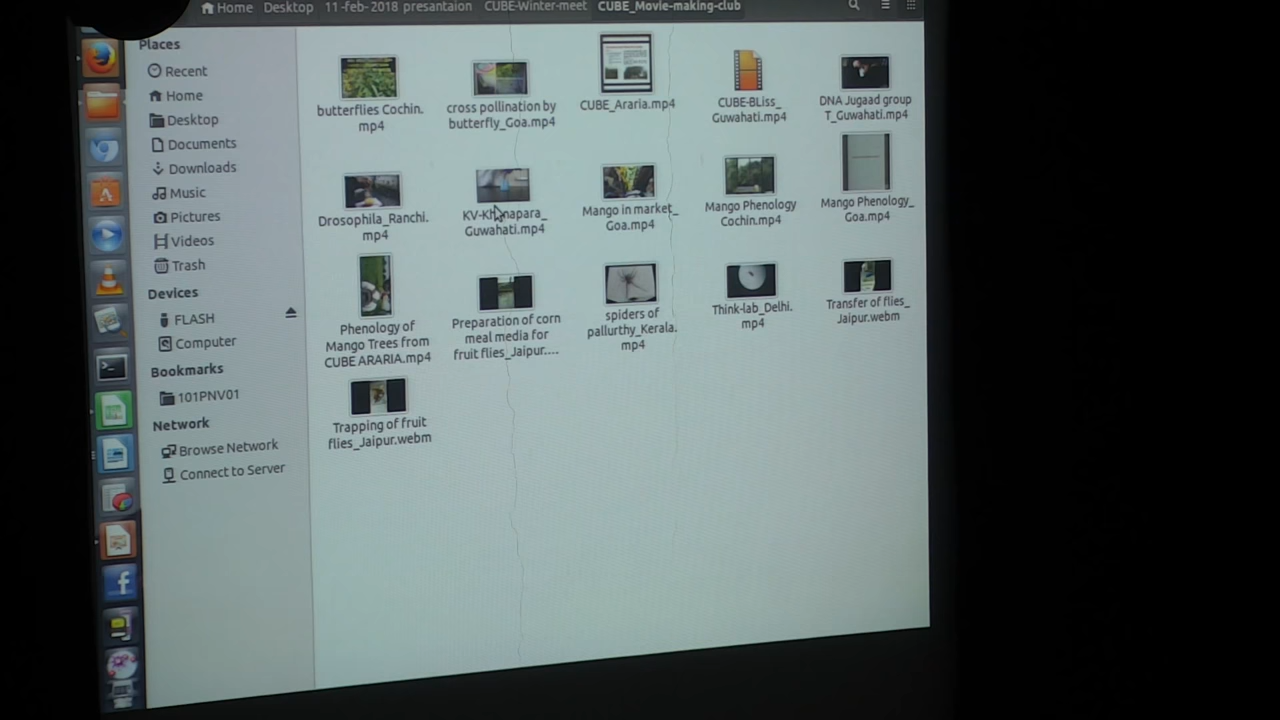 Home Desktop 11 -feb- 2018 presantaion CUBE-Winter-meet CUBE_Movie-making-club
Places
Recent
Home
Desktop
Documents
Downloads
Music
Pictures
Videos
Trash
Devices
FLASH
Computer
Bookmarks
101PNV01
Network
Browse Network
Connect to Server
butterflies Cochin.
mp4
cross pollination by
butterfly_Goa.mp4
CUBE_Araria.mp4
CUBE-BLiss_
Guwahati.mp4
DNA Jugaad group
T_Guwahati.mp4
Drosophila_Ranchi.
mp4
Guwahati.mp4
Mango in market_
Goa.mp4
Mango Phenology
Cochin.mp4
Mango Phenology_
Goa.mp4
Phenology of
Mango Trees from
CUBE ARARIA.mp4
Preparation of corn
meal media for
fruit flies_Jaipur....
spiders of
pallurthy_Kerala.
mp4
Think-lab_Delhi.
mp4
Transfer of flies_
Jaipur.webm
Trapping of fruit
flies_Jaipur.webm